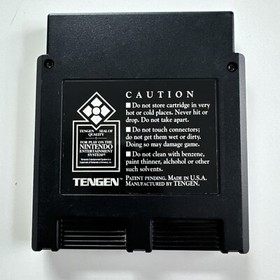 CAUTION
■ Do not store cartridge in very
hot or cold places. Never hit or
drop. Do not take apart.
■ Do not touch connectors;
do not get them wet or dirty.
Doing so may damage game.
■ Do not clean with benzene,
paint thinner, alcohol or other
such solvents.
PATENT PENDING. MADE IN U.S.A.
MANUFACTURED BY TENGEN.
TENGEN SEAL OF
QUALITY
FOR PLAY ON THE
NINTENDO
ENTERTAINMENT
SYSTEM®
TENGEN™